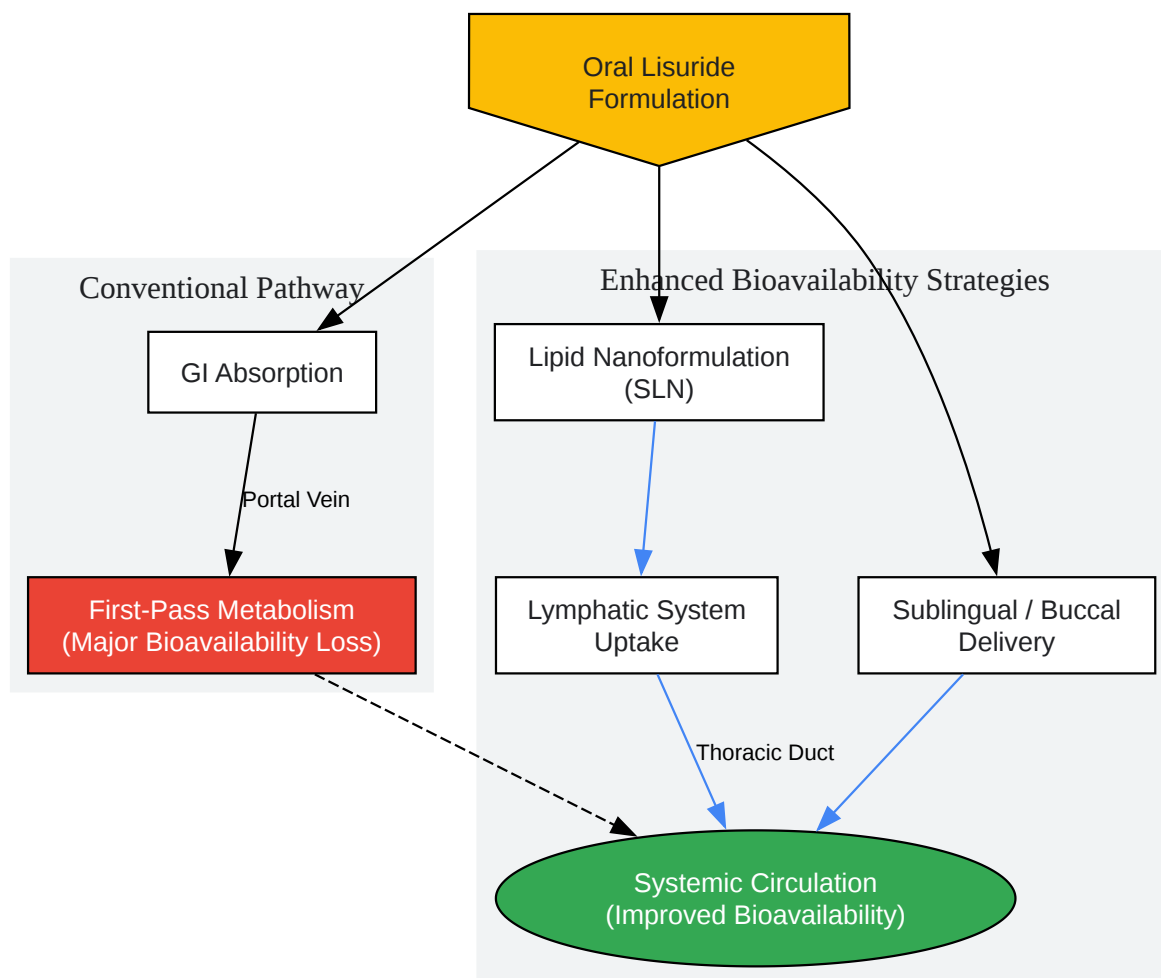 Oral Lisuride
Formulation
Conventional Pathway
Enhanced Bioavailability Strategies
GI Absorption
Lipid Nanoformulation
(SLN)
Portal Vein
First-Pass Metabolism
(Major Bioavailability Loss)
Lymphatic System
Uptake
Sublingual / Buccal
Delivery
Thoracic Duct
Systemic Circulation
(Improved Bioavailability)